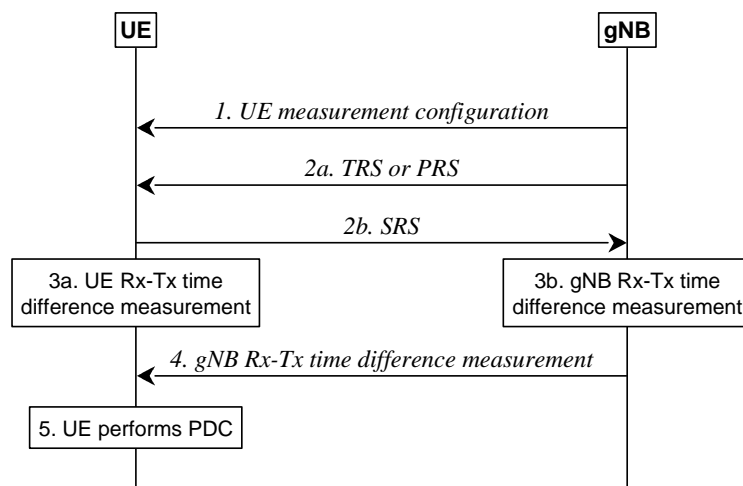 UE
gNB
1. UE measurement configuration
2a. TRS or PRS
2b. SRS
3a. UE Rx-Tx time
difference measurement
3b. gNB Rx-Tx time
difference measurement
4. gNB Rx-Tx time difference measurement
5. UE performs PDC